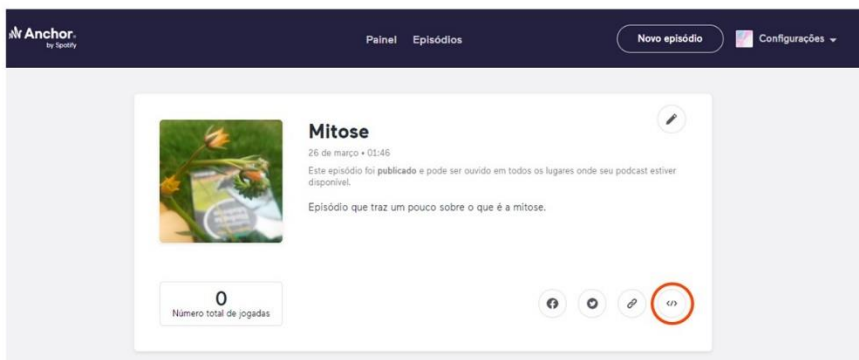 Anchor
by Spotify
Painel Episódios
Novo episódio
Configurações
Mitose
26 de março • 01:46
Este episódio foi publicado e pode ser ouvido em todos os lugares onde seu podcast estiver
disponível.
Episódio que traz um pouco sobre o que é a mitose.
0
Número total de jogadas